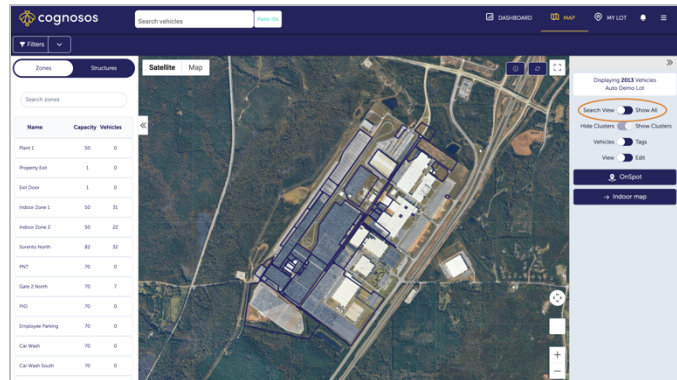 cognosos
Search vehicles
Paste IDs
DASHBOARD
MAP
MY LOT
Filters
Zones
Structures
Satellite
Map
Search zones
Displaying 2013 Vehicles
Auto Demo Lot
Search View Show All
Hide Clusters Show Clusters
Vehicles Tags
View Edit
OnSpot
→ Indoor map
Name Capacity Vehicles
Plant 1 50 0
Property Exit 1 0
Exit Door 1 0
Indoor Zone 1 50 31
Indoor Zone 2 50 22
Sorento North 82 32
PNT 70 0
Gate 2 North 70 7
PIO 70 0
Employee Parking 70 0
Car Wash 70 0
Car Wash South 70 0